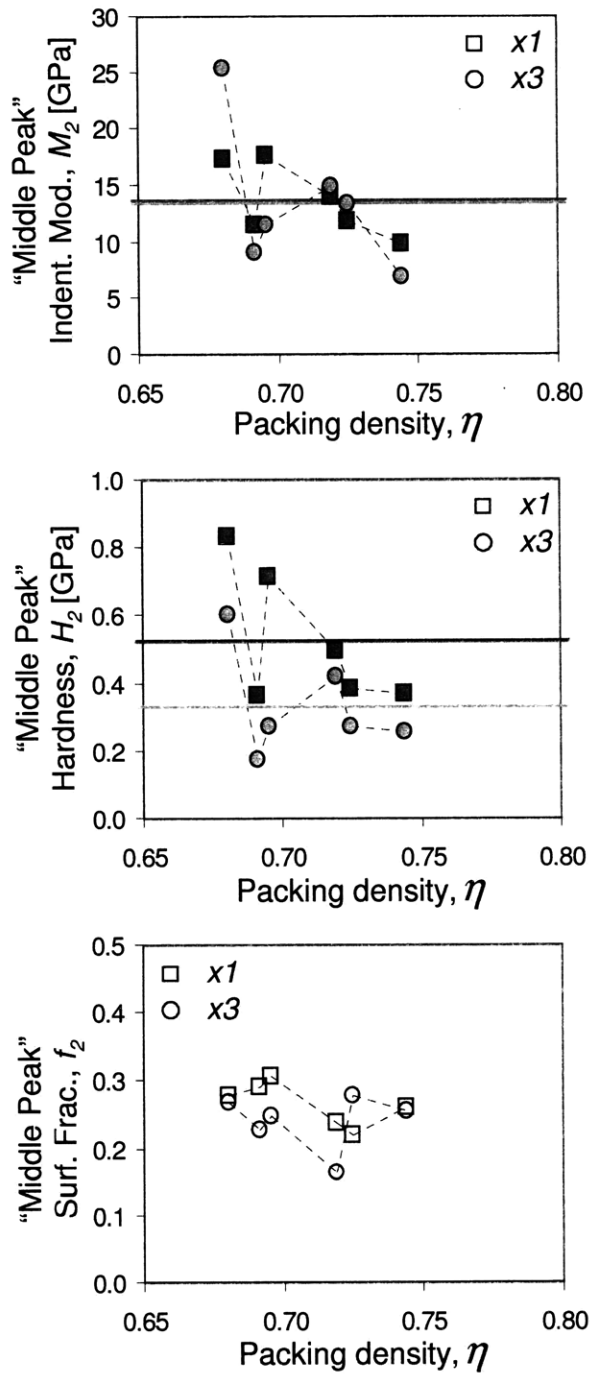 30
25
20
15
10
5
0
"Middle Peak"
Indent. Mod., M2 [GPa]
x1
x3
0.65 0.70 0.75 0.80
Packing density, η
1.0
0.8
0.6
0.4
0.2
0.0
"Middle Peak"
Hardness, H2 [GPa]
x1
x3
0.65 0.70 0.75 0.80
Packing density, η
0.5
0.4
0.3
0.2
0.1
0.0
"Middle Peak"
Surf. Frac., f2
x1
x3
0.65 0.70 0.75 0.80
Packing density, η